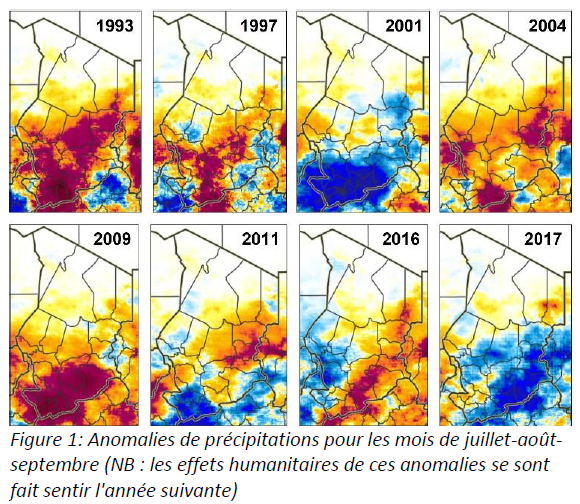 1993
1997
2001
2004
2009
2011
2016
2017
Figure 1: Anomalies de précipitations pour les mois de juillet-août-
septembre (NB : les effets humanitaires de ces anomalies se sont
fait sentir l'année suivante)